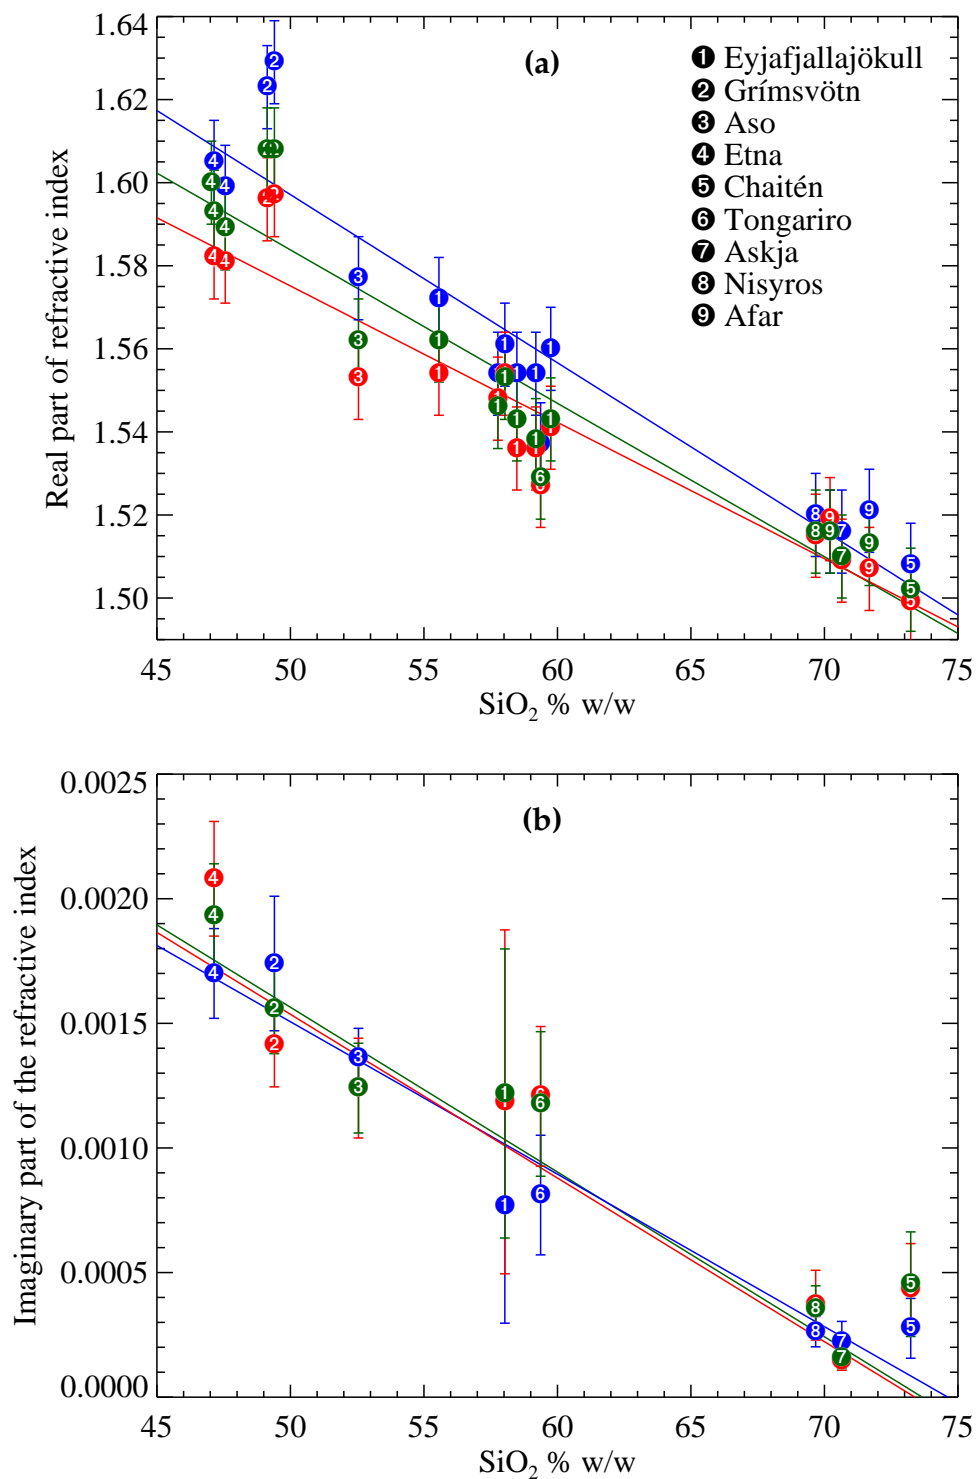 1.64
1.62
1.60
1.58
1.56
1.54
1.52
1.50
Real part of refractive index
(a)
❶ Eyjafjallajökull
❷ Grímsvötn
❸ Aso
❹ Etna
❺ Chaitén
❻ Tongariro
❼ Askja
❽ Nisyros
❾ Afar
45 50 55 60 65 70 75
SiO₂ % w/w
0.0025
0.0020
0.0015
0.0010
0.0005
0.0000
Imaginary part of the refractive index
(b)
45 50 55 60 65 70 75
SiO₂ % w/w